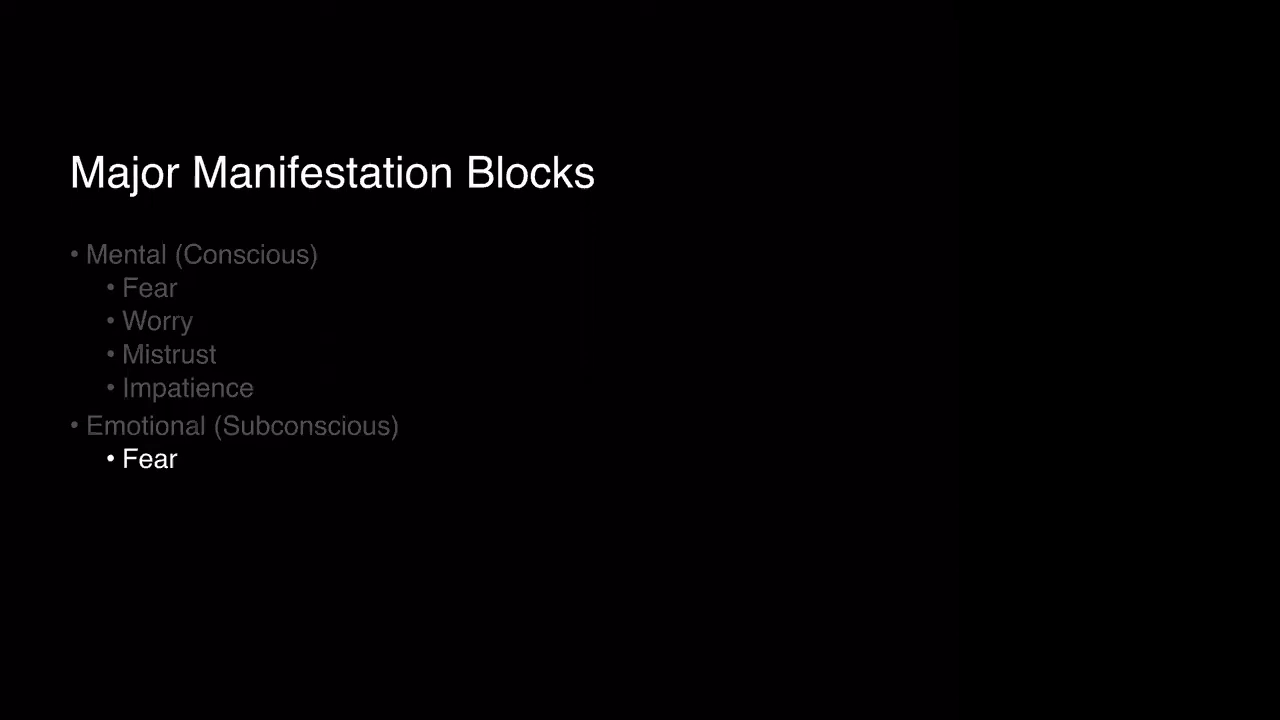 Major Manifestation Blocks
• Mental (Conscious)
• Fear
• Worry
• Mistrust
• Impatience
• Emotional (Subconscious)
• Fear